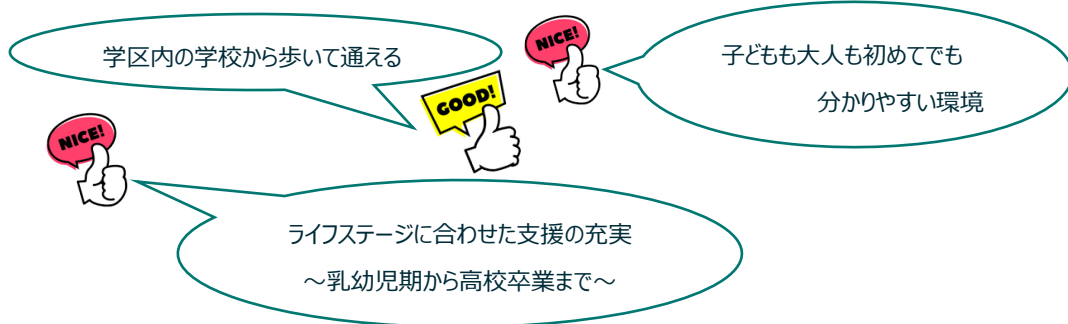 学区内の学校から歩いて通える
GOOD!
NICE!
子どもも大人も初めてでも
分かりやすい環境
NICE!
ライフステージに合わせた支援の充実
～乳幼児期から高校卒業まで～